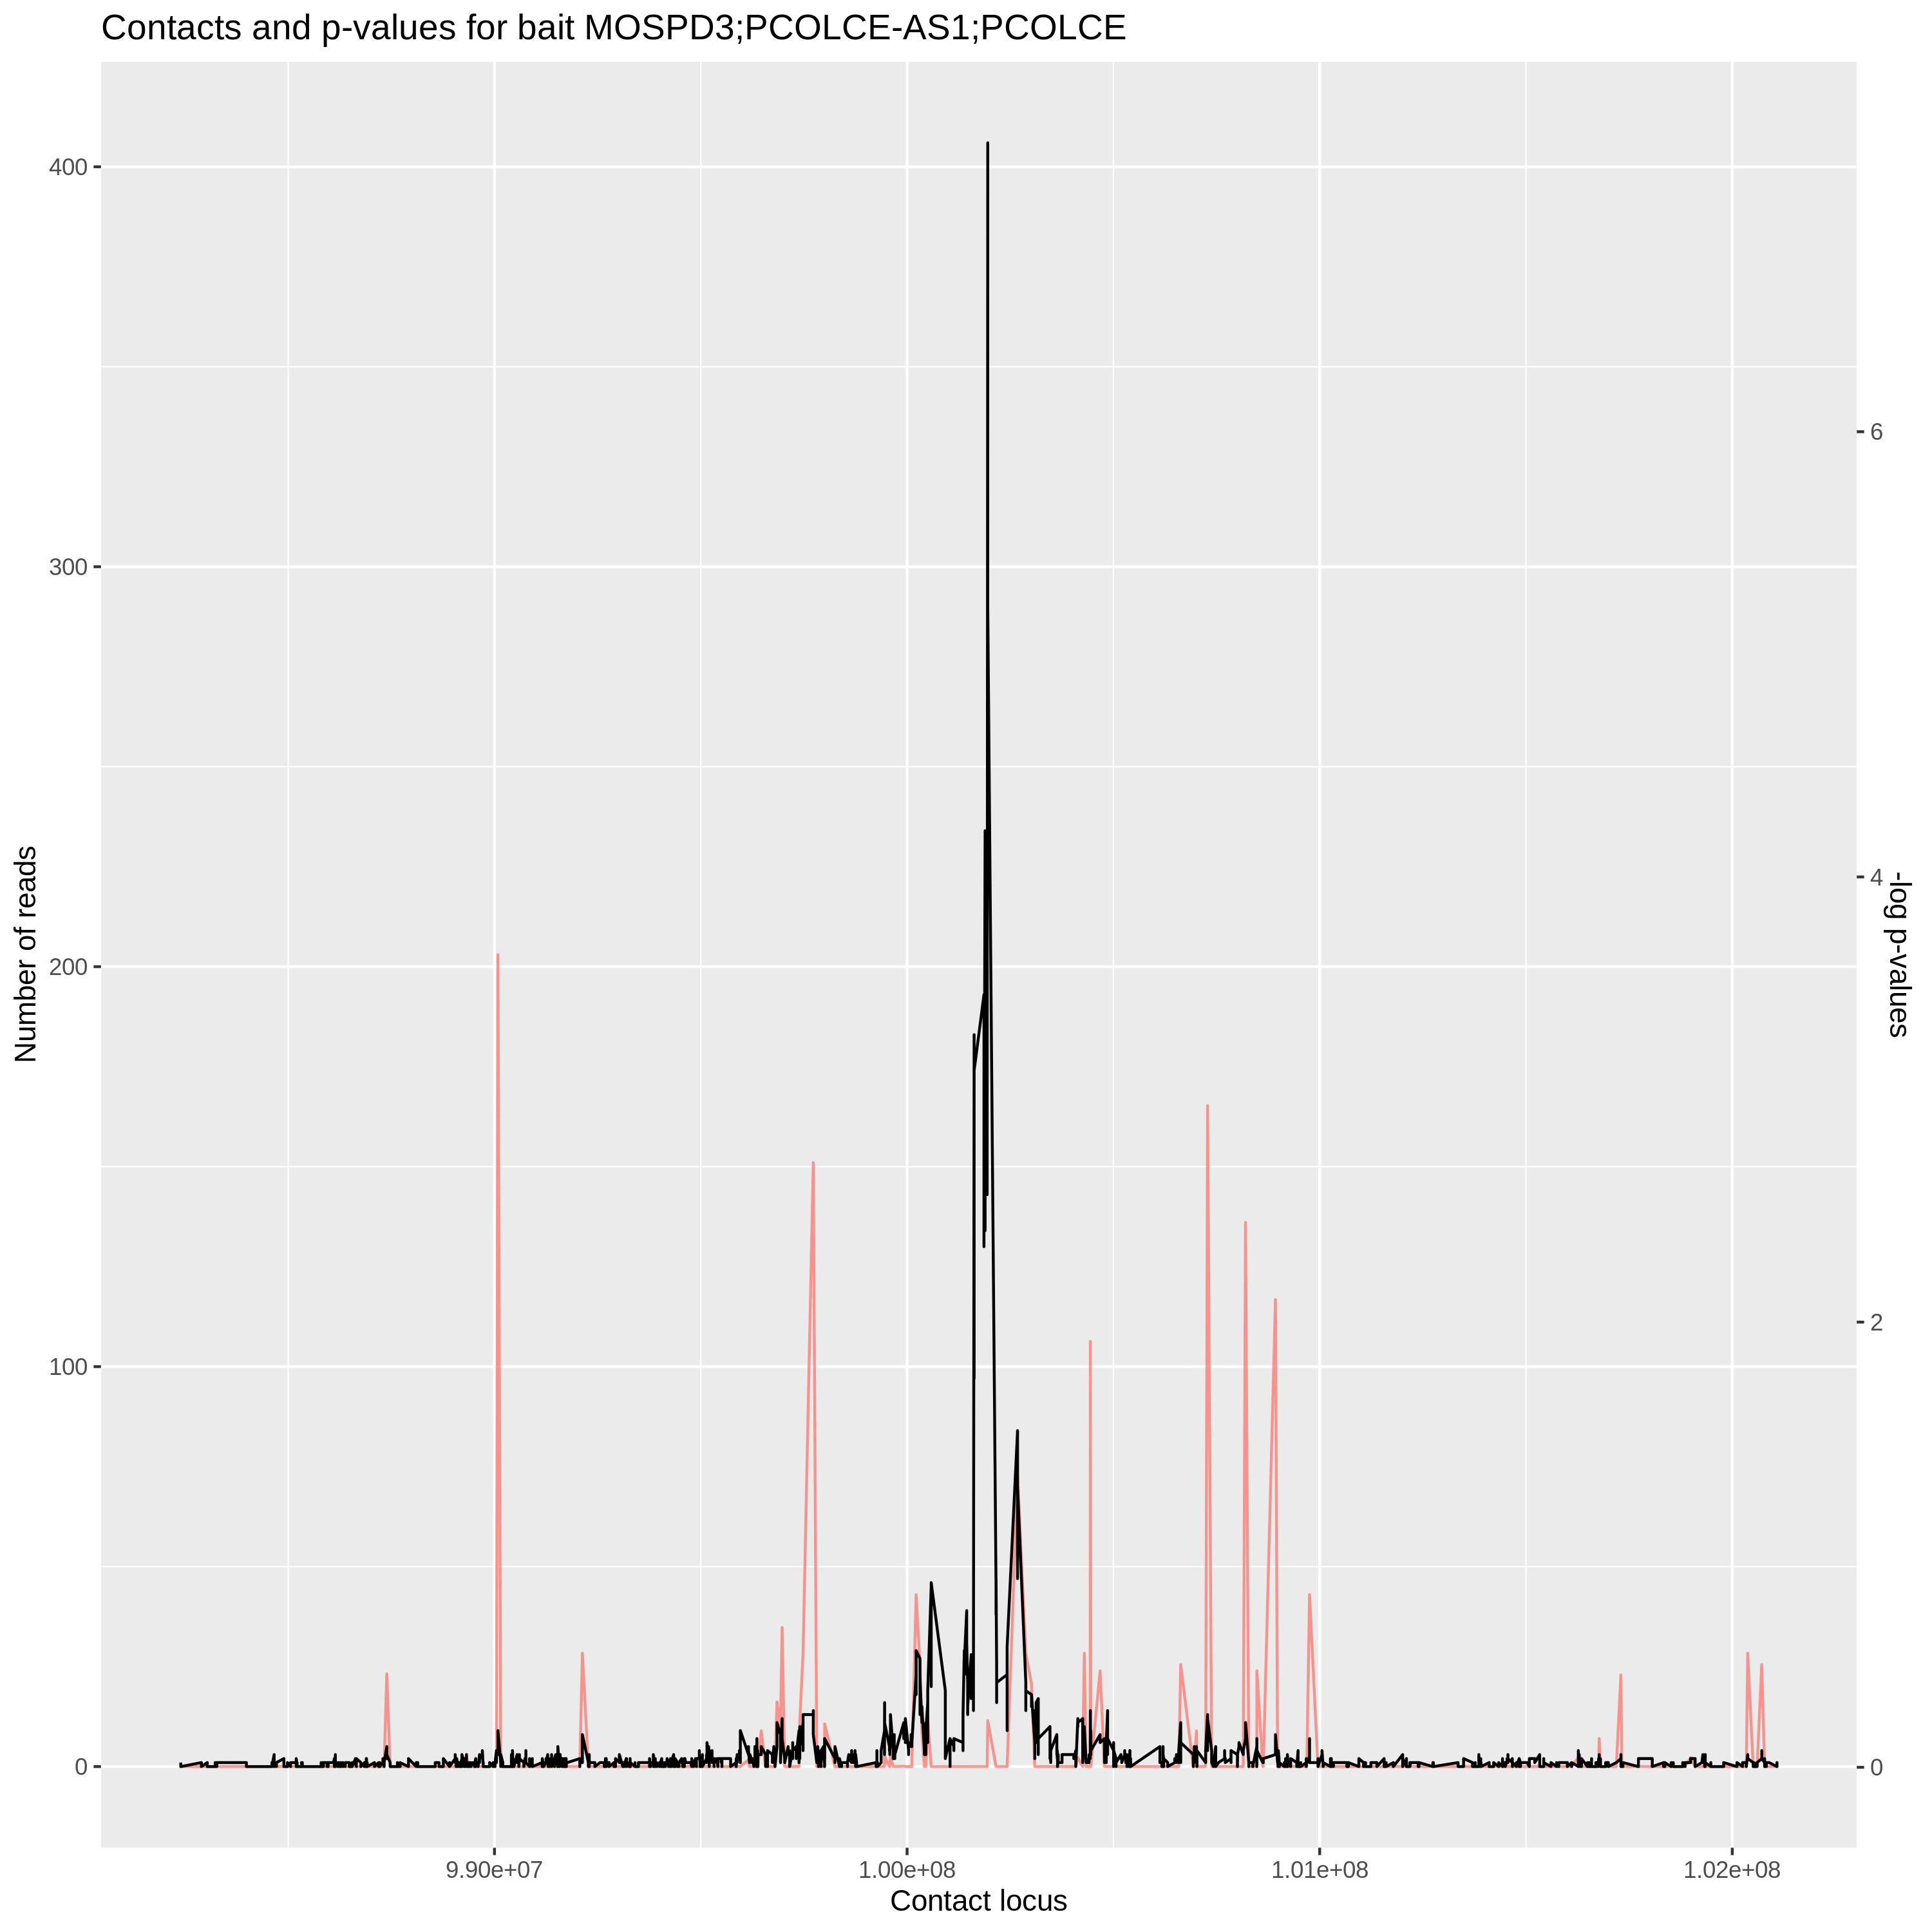 Contacts and p-values for bait MOSPD3;PCOLCE-AS1;PCOLCE
400
300
200
100
0
Number of reads
6
4
2
0
-log p-values
9.90e+07
1.00e+08
1.01e+08
1.02e+08
Contact locus